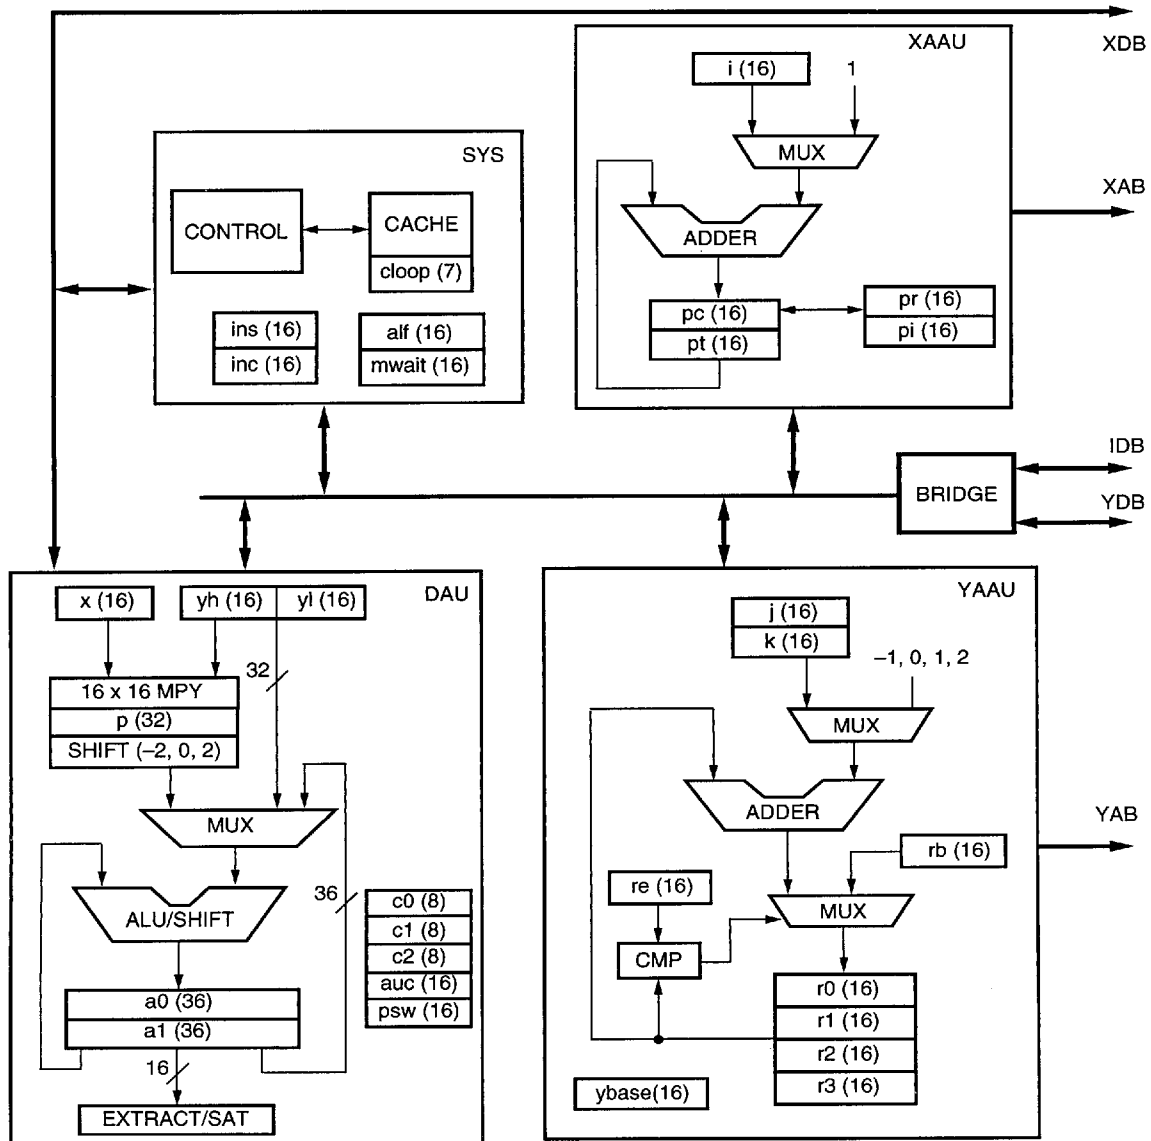 XDB
XAAU
i (16)
1
MUX
ADDER
pc (16)
pt (16)
pr (16)
pi (16)
XAB
SYS
CONTROL
CACHE
cloop (7)
ins (16)
inc (16)
alf (16)
mwait (16)
BRIDGE
IDB
YDB
DAU
x (16)
yh (16)
yl (16)
32
16 x 16 MPY
p (32)
SHIFT (–2, 0, 2)
MUX
ALU/SHIFT
36
a0 (36)
a1 (36)
16
EXTRACT/SAT
c0 (8)
c1 (8)
c2 (8)
auc (16)
psw (16)
YAAU
j (16)
k (16)
–1, 0, 1, 2
MUX
ADDER
rb (16)
re (16)
MUX
CMP
r0 (16)
r1 (16)
r2 (16)
r3 (16)
ybase(16)
YAB